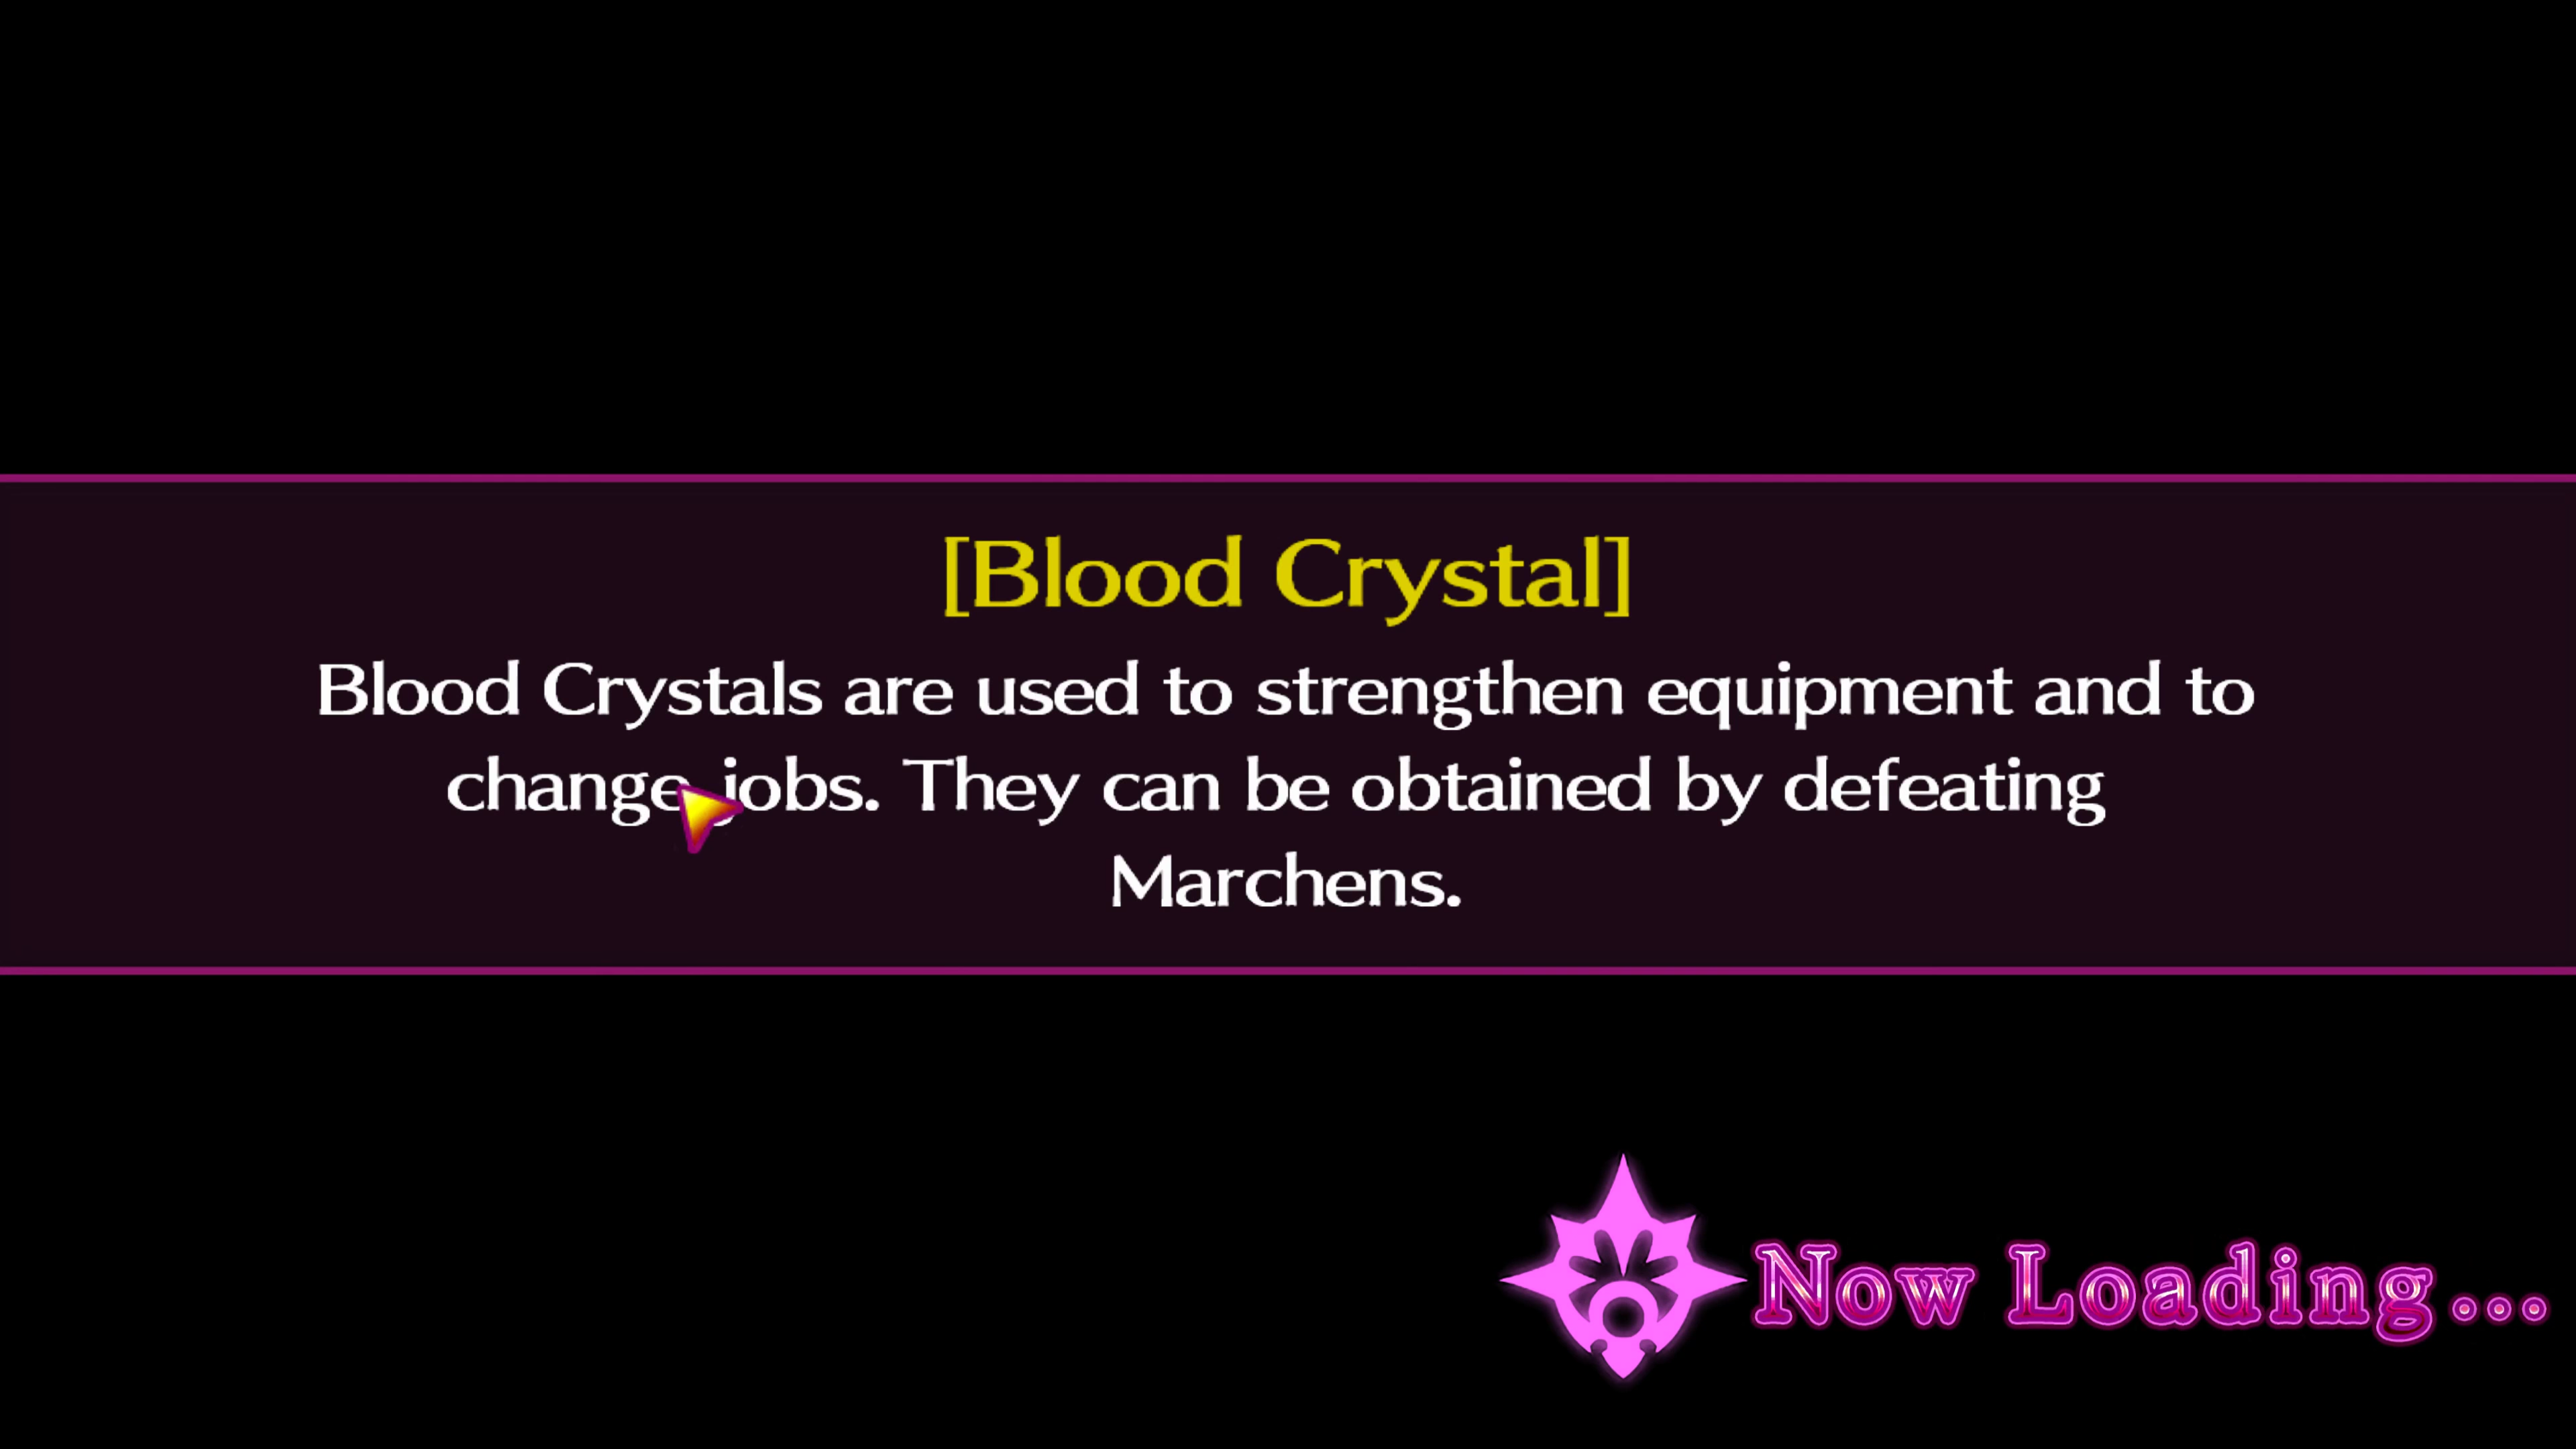 [Blood Crystal]
Blood Crystals are used to strengthen equipment and to
change jobs. They can be obtained by defeating
Marchens.
Now Loading...